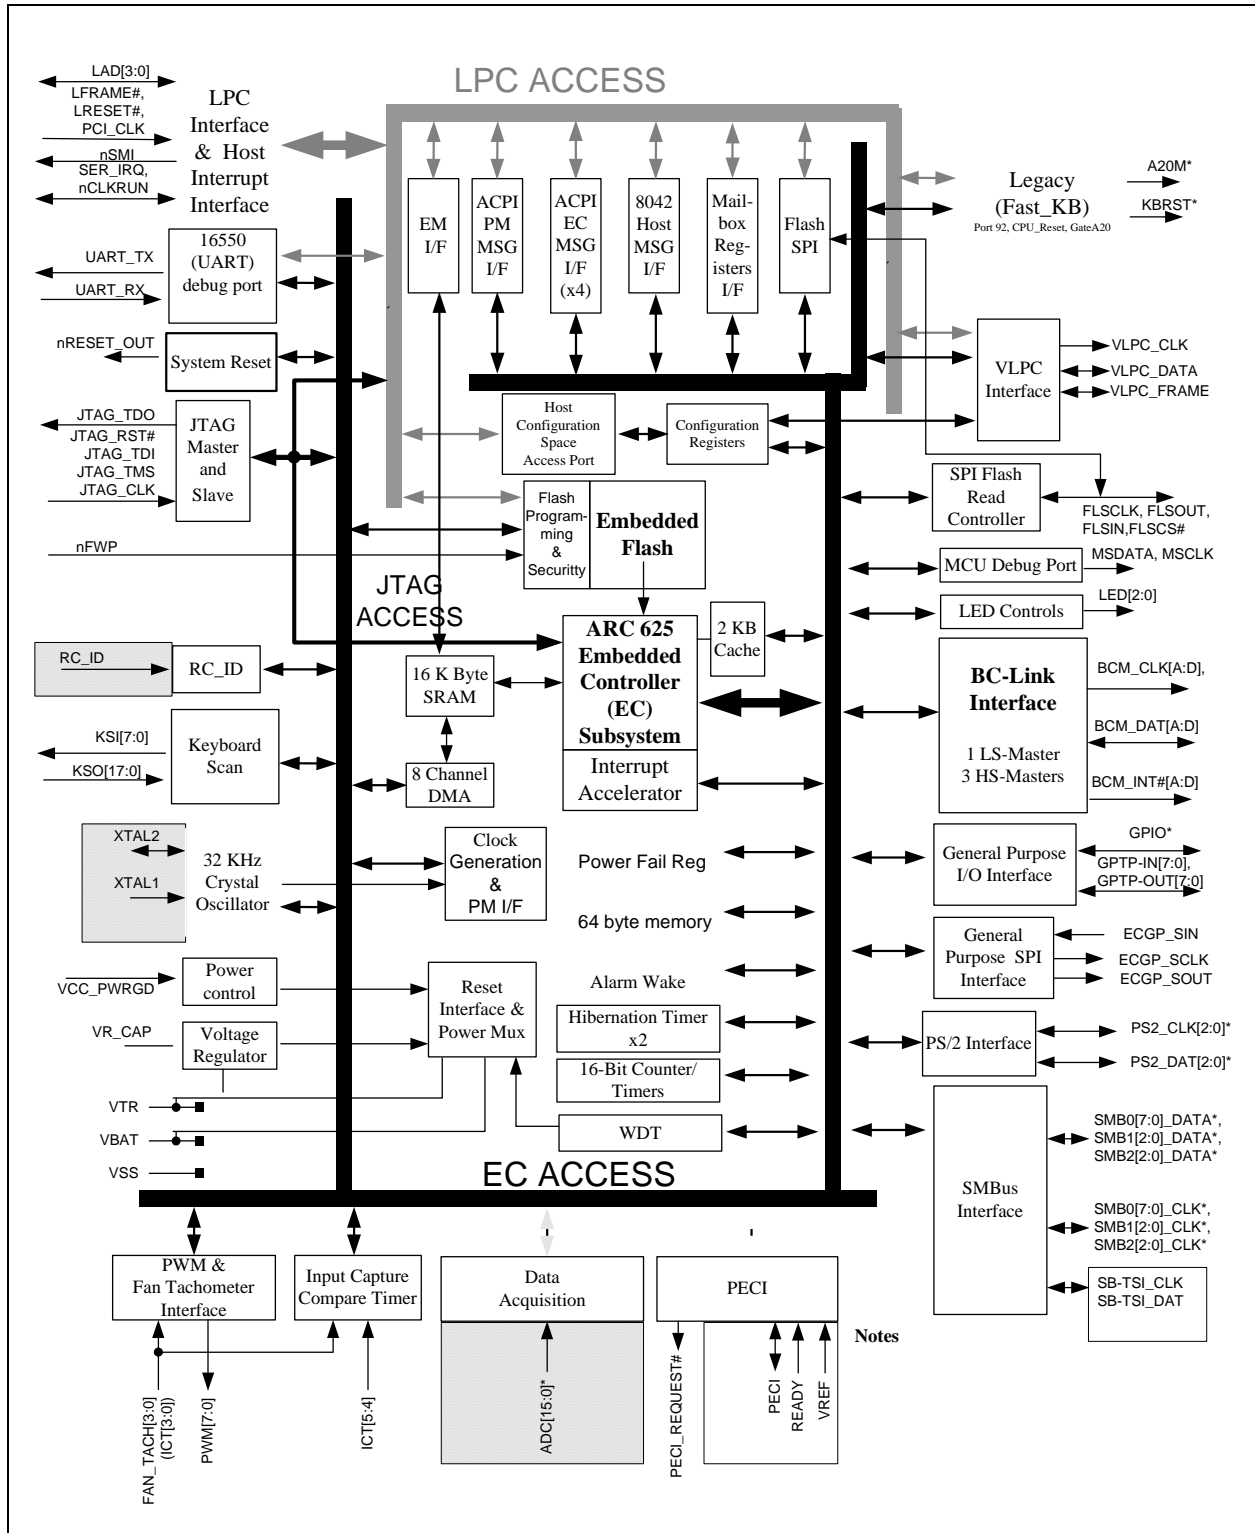 LPC ACCESS
LAD[3:0]
LFRAME#,
LRESET#,
PCI_CLK
nSMI
SER_IRQ,
nCLKRUN
LPC
Interface
& Host
Interrupt
Interface
EM
I/F
ACPI
PM
MSG
I/F
ACPI
EC
MSG
I/F
(x4)
8042
Host
MSG
I/F
Mail-
box
Reg-
isters
I/F
Flash
SPI
Legacy
(Fast_KB)
Port 92, CPU_Reset, GateA20
A20M*
KBRST*
UART_TX
UART_RX
16550
(UART)
debug port
nRESET_OUT
System Reset
VLPC
Interface
VLPC_CLK
VLPC_DATA
VLPC_FRAME
JTAG_TDO
JTAG_RST#
JTAG_TDI
JTAG_TMS
JTAG_CLK
JTAG
Master
and
Slave
Host
Configuration
Space
Access Port
Configuration
Registers
SPI Flash
Read
Controller
FLSCLK, FLSOUT,
FLSIN,FLSCS#
nFWP
Flash
Program-
ming
&
Securitty
Embedded
Flash
MCU Debug Port
MSDATA, MSCLK
JTAG
ACCESS
LED Controls
LED[2:0]
ARC 625
Embedded
Controller
(EC)
Subsystem
2 KB
Cache
RC_ID
RC_ID
16 K Byte
SRAM
BC-Link
Interface
1 LS-Master
3 HS-Masters
BCM_CLK[A:D],
BCM_DAT[A:D]
BCM_INT#[A:D]
KSI[7:0]
KSO[17:0]
Keyboard
Scan
8 Channel
DMA
Interrupt
Accelerator
XTAL2
XTAL1
32 KHz
Crystal
Oscillator
Clock
Generation
&
PM I/F
Power Fail Reg
General Purpose
I/O Interface
GPIO*
GPTP-IN[7:0],
GPTP-OUT[7:0]
64 byte memory
General
Purpose SPI
Interface
ECGP_SIN
ECGP_SCLK
ECGP_SOUT
VCC_PWRGD
Power
control
Reset
Interface &
Power Mux
Alarm Wake
VR_CAP
Voltage
Regulator
Hibernation Timer
x2
PS/2 Interface
PS2_CLK[2:0]*
PS2_DAT[2:0]*
16-Bit Counter/
Timers
VTR
VBAT
VSS
WDT
EC ACCESS
SMBus
Interface
SMB0[7:0]_DATA*,
SMB1[2:0]_DATA*,
SMB2[2:0]_DATA*
SMB0[7:0]_CLK*,
SMB1[2:0]_CLK*,
SMB2[2:0]_CLK*
SB-TSI_CLK
SB-TSI_DAT
PWM &
Fan Tachometer
Interface
Input Capture
Compare Timer
Data
Acquisition
PECI
Notes
FAN_TACH[3:0]
(ICT[3:0])
PWM[7:0]
ICT[5:4]
ADC[15:0]*
PECI_REQUEST#
PECI
READY
VREF